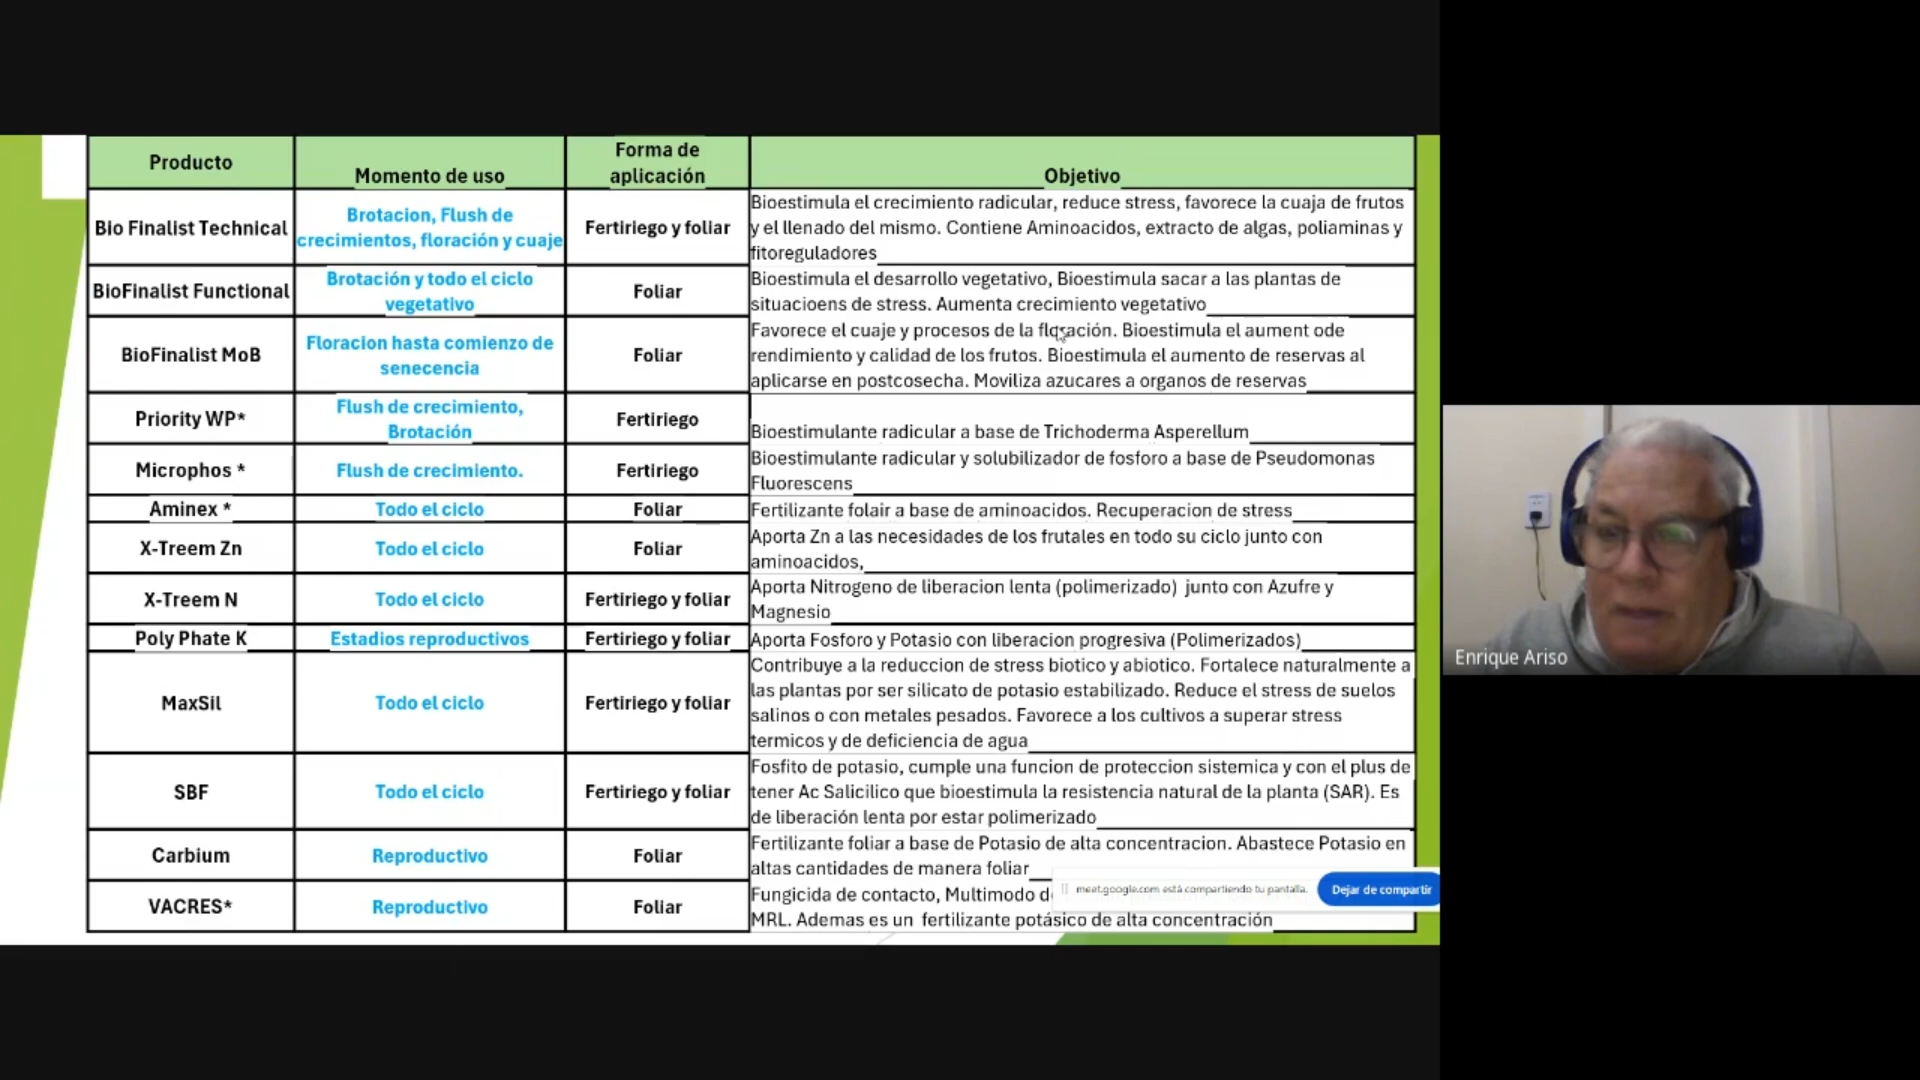 Producto
Momento de uso
Forma de
aplicación
Objetivo
Bio Finalist Technical
Brotacion, Flush de
crecimientos, floración y cuaje
Fertiriego y foliar
Bioestimula el crecimiento radicular, reduce stress, favorece la cuaja de frutos
y el llenado del mismo. Contiene Aminoacidos, extracto de algas, poliaminas y
fitoreguladores
BioFinalist Functional
Brotación y todo el ciclo
vegetativo
Foliar
Bioestimula el desarrollo vegetativo, Bioestimula sacar a las plantas de
situacioens de stress. Aumenta crecimiento vegetativo
BioFinalist MoB
Floracion hasta comienzo de
senecencia
Foliar
Favorece el cuaje y procesos de la floración. Bioestimula el aument ode
rendimiento y calidad de los frutos. Bioestimula el aumento de reservas al
aplicarse en postcosecha. Moviliza azucares a organos de reservas
Priority WP*
Flush de crecimiento,
Brotación
Fertiriego
Bioestimulante radicular a base de Trichoderma Asperellum
Microphos *
Flush de crecimiento.
Fertiriego
Bioestimulante radicular y solubilizador de fosforo a base de Pseudomonas
Fluorescens
Aminex *
Todo el ciclo
Foliar
Fertilizante folair a base de aminoacidos. Recuperacion de stress
X-Treem Zn
Todo el ciclo
Foliar
Aporta Zn a las necesidades de los frutales en todo su ciclo junto con
aminoacidos,
X-Treem N
Todo el ciclo
Fertiriego y foliar
Aporta Nitrogeno de liberacion lenta (polimerizado) junto con Azufre y
Magnesio
Poly Phate K
Estadios reproductivos
Fertiriego y foliar
Aporta Fosforo y Potasio con liberacion progresiva (Polimerizados)
MaxSil
Todo el ciclo
Fertiriego y foliar
Contribuye a la reduccion de stress biotico y abiotico. Fortalece naturalmente a
las plantas por ser silicato de potasio estabilizado. Reduce el stress de suelos
salinos o con metales pesados. Favorece a los cultivos a superar stress
termicos y de deficiencia de agua
SBF
Todo el ciclo
Fertiriego y foliar
Fosfito de potasio, cumple una funcion de proteccion sistemica y con el plus de
tener Ac Salicilico que bioestimula la resistencia natural de la planta (SAR). Es
de liberación lenta por estar polimerizado
Carbium
Reproductivo
Foliar
Fertilizante foliar a base de Potasio de alta concentracion. Abastece Potasio en
altas cantidades de manera foliar
VACRES*
Reproductivo
Foliar
Fungicida de contacto, Multimodo
MRL. Ademas es un fertilizante potásico de alta concentración
meet.google.com está compartiendo tu pantalla.
Dejar de compartir
Enrique Ariso